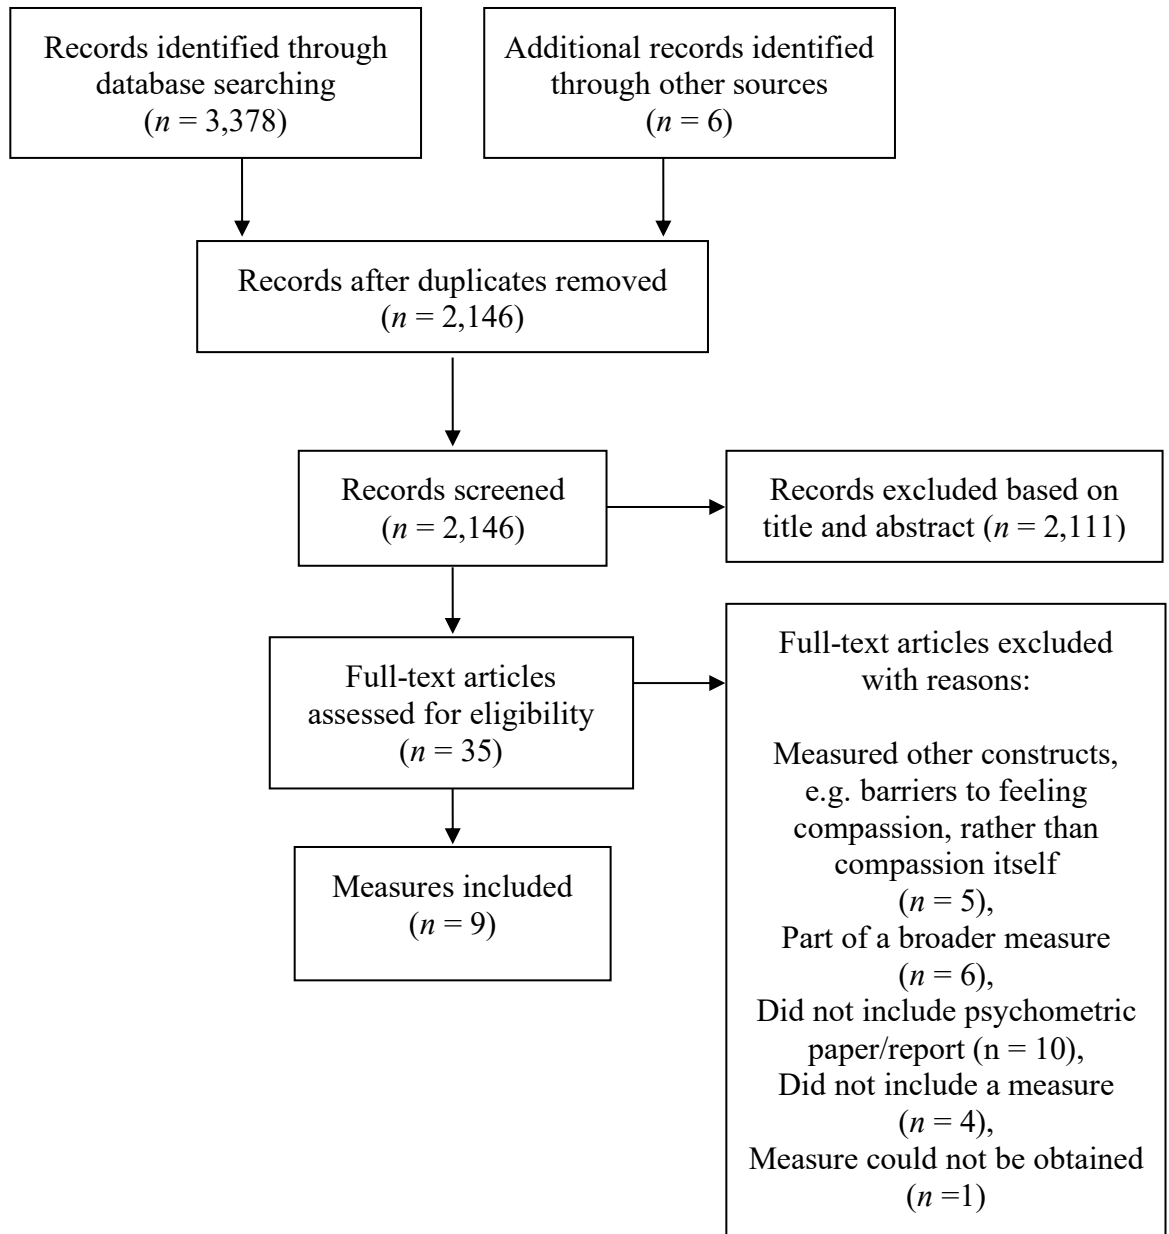 Records identified through
database searching
(n = 3,378)
Additional records identified
through other sources
(n = 6)
Records after duplicates removed
(n = 2,146)
Records screened
(n = 2,146)
Records excluded based on
title and abstract (n = 2,111)
Full-text articles
assessed for eligibility
(n = 35)
Full-text articles excluded
with reasons:
Measured other constructs,
e.g. barriers to feeling
compassion, rather than
compassion itself
(n = 5),
Part of a broader measure
(n = 6),
Did not include psychometric
paper/report (n = 10),
Did not include a measure
(n = 4),
Measure could not be obtained
(n =1)
Measures included
(n = 9)